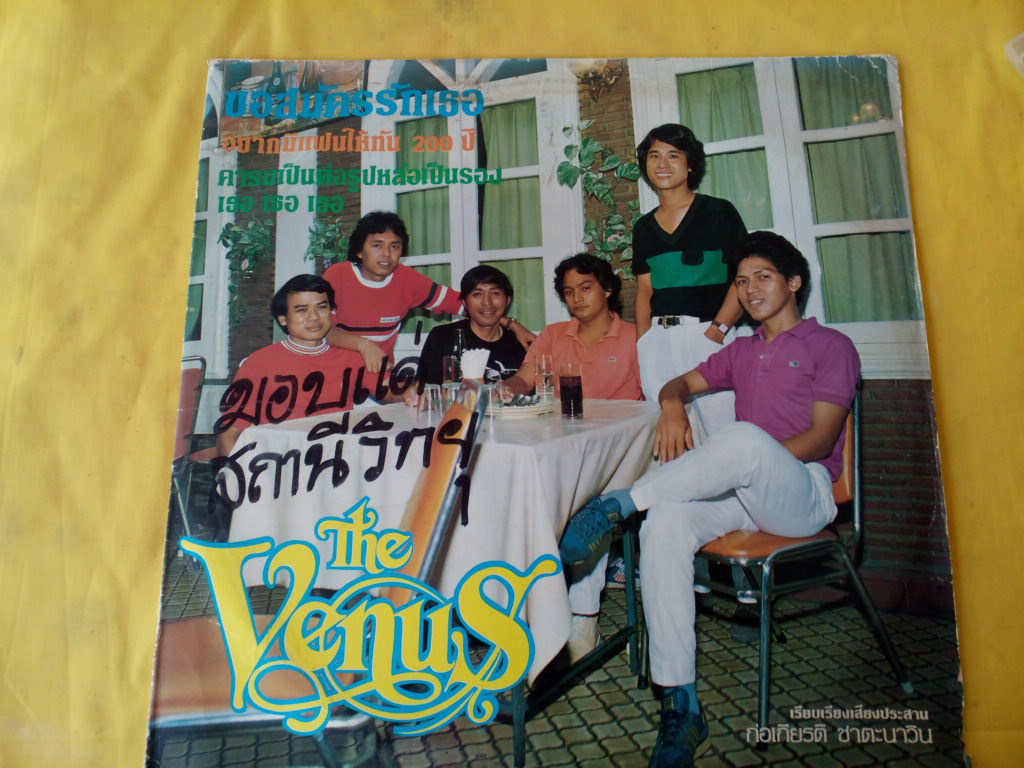 ขอสมัครรักเธอ
อยากมีแฟนให้ทัน 200 ปี
คารมเป็นต่อรูปหล่อเป็นรอง
เธอ เธอ เธอ
มอบแด่
สถานีวิทยุ
The
Venus
เรียบเรียงเสียงประสาน
ก่อเกียรติ ชาตะนาวิน